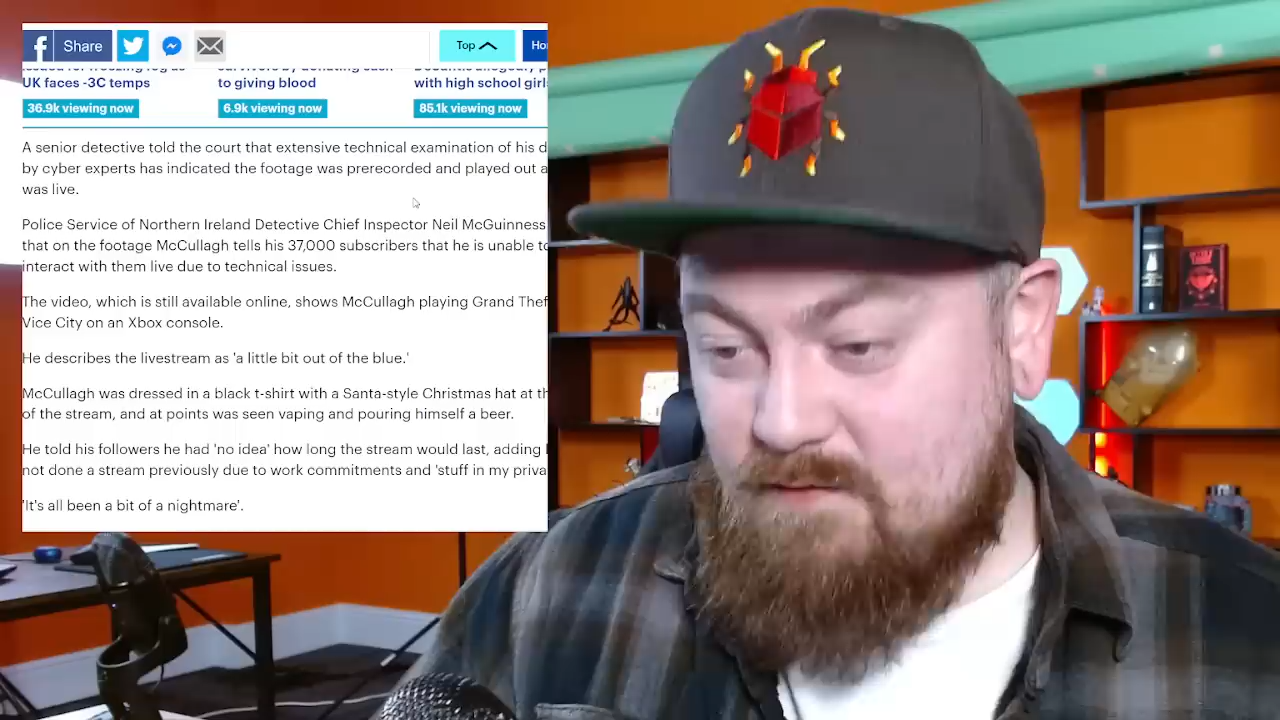 Share
Top
UK faces -3C temps
to giving blood
with high school girl
36.9k viewing now
6.9k viewing now
85.1k viewing now
A senior detective told the court that extensive technical examination of his d
by cyber experts has indicated the footage was prerecorded and played out a
was live.
Police Service of Northern Ireland Detective Chief Inspector Neil McGuinness
that on the footage McCullagh tells his 37,000 subscribers that he is unable to
interact with them live due to technical issues.
The video, which is still available online, shows McCullagh playing Grand Thef
Vice City on an Xbox console.
He describes the livestream as 'a little bit out of the blue.'
McCullagh was dressed in a black t-shirt with a Santa-style Christmas hat at th
of the stream, and at points was seen vaping and pouring himself a beer.
He told his followers he had 'no idea' how long the stream would last, adding
not done a stream previously due to work commitments and 'stuff in my priva
'It's all been a bit of a nightmare'.